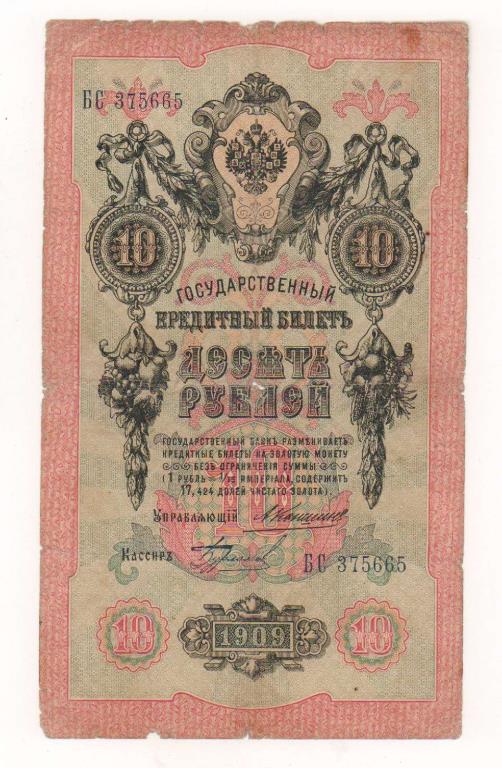 БС 375665
10 10
ГОСУДАРСТВЕННЫЙ
КРЕДИТНЫЙ БИЛЕТЪ
ДЕСЯТЬ
РУБЛЕЙ
ГОСУДАРСТВЕННЫЙ БАНКЪ РАЗМѢНИВАЕТЪ
КРЕДИТНЫЕ БИЛЕТЫ НА ЗОЛОТУЮ МОНЕТУ
БЕЗЪ ОГРАНИЧЕНІЯ СУММЫ
(1 РУБЛЬ = 1/15 ИМПЕРІАЛА, СОДЕРЖИТЪ
17,424 ДОЛЕЙ ЧИСТАГО ЗОЛОТА).
УПРАВЛЯЮЩІЙ
10
КАССИРЪ
БС 375665
10 1909 10